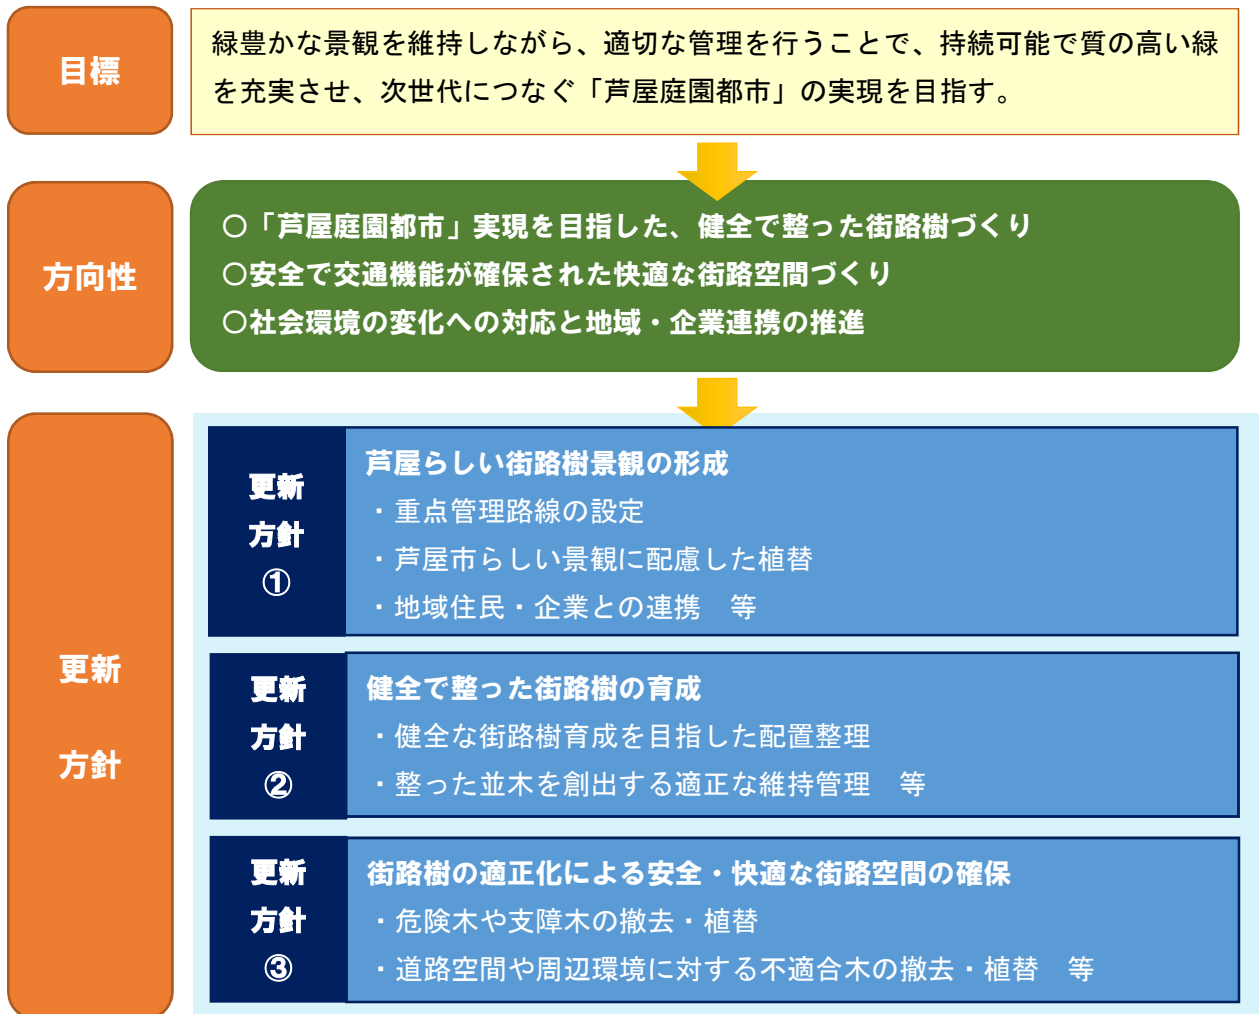 目標
緑豊かな景観を維持しながら、適切な管理を行うことで、持続可能で質の高い緑
を充実させ、次世代につなぐ「芦屋庭園都市」の実現を目指す。
方向性
○「芦屋庭園都市」実現を目指した、健全で整った街路樹づくり
○安全で交通機能が確保された快適な街路空間づくり
○社会環境の変化への対応と地域・企業連携の推進
更新
方針
更新
方針
①
芦屋らしい街路樹景観の形成
・重点管理路線の設定
・芦屋市らしい景観に配慮した植替
・地域住民・企業との連携　等
更新
方針
②
健全で整った街路樹の育成
・健全な街路樹育成を目指した配置整理
・整った並木を創出する適正な維持管理　等
更新
方針
③
街路樹の適正化による安全・快適な街路空間の確保
・危険木や支障木の撤去・植替
・道路空間や周辺環境に対する不適合木の撤去・植替　等